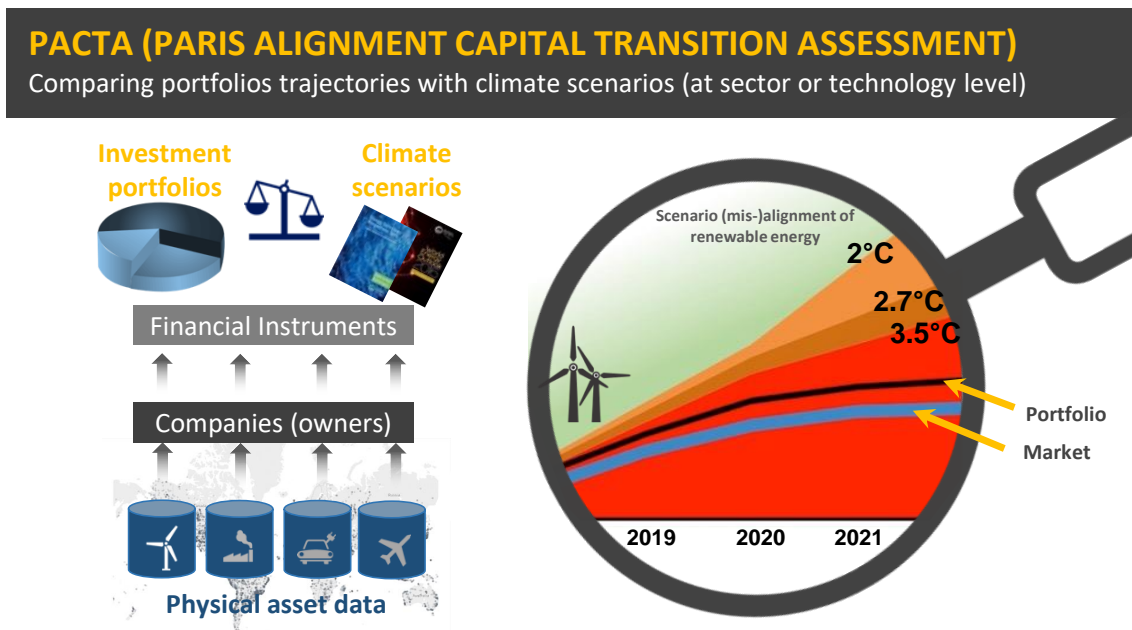 PACTA (PARIS ALIGNMENT CAPITAL TRANSITION ASSESSMENT)
Comparing portfolios trajectories with climate scenarios (at sector or technology level)
Investment
portfolios
Climate
scenarios
Financial Instruments
Companies (owners)
Physical asset data
Scenario (mis-)alignment of
renewable energy
2°C
2.7°C
3.5°C
Portfolio
Market
2019
2020
2021